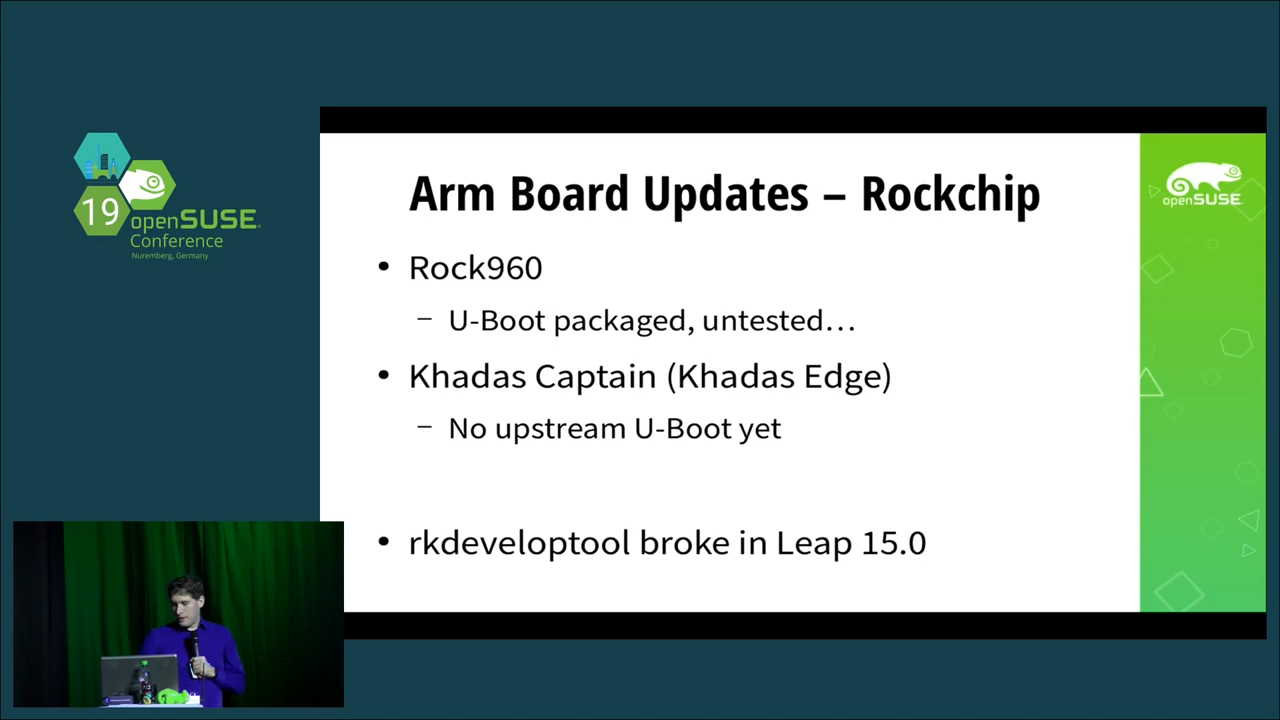 19
openSUSE
Conference
Nuremberg, Germany
Arm Board Updates – Rockchip
openSUSE
• Rock960
– U-Boot packaged, untested…
• Khadas Captain (Khadas Edge)
– No upstream U-Boot yet
• rkdeveloptool broke in Leap 15.0